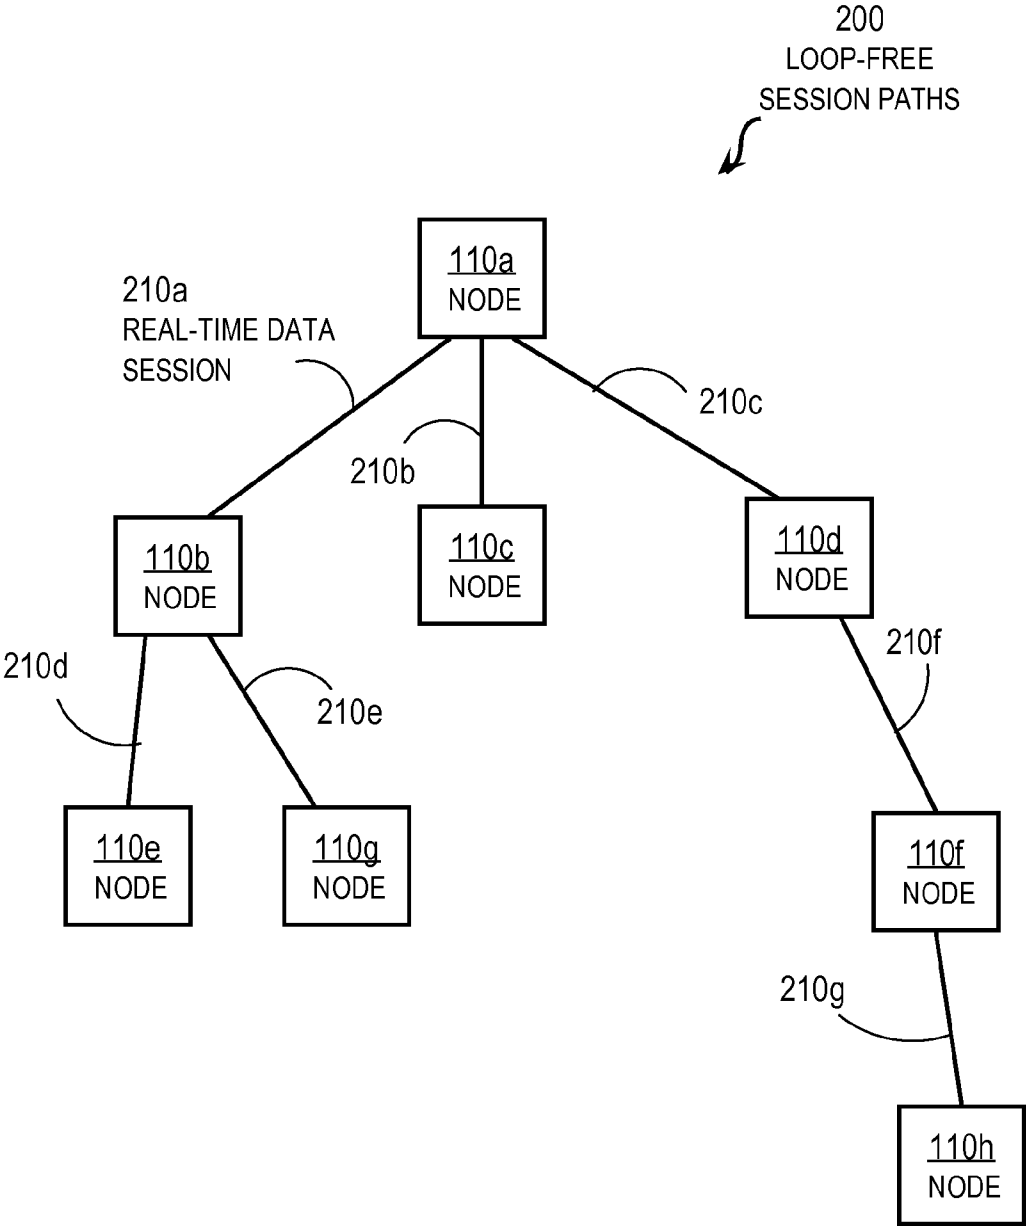 200
LOOP-FREE
SESSION PATHS
110a
NODE
210a
REAL-TIME DATA
SESSION
210c
210b
110b
NODE
110c
NODE
110d
NODE
210d
210e
210f
110e
NODE
110g
NODE
110f
NODE
210g
110h
NODE